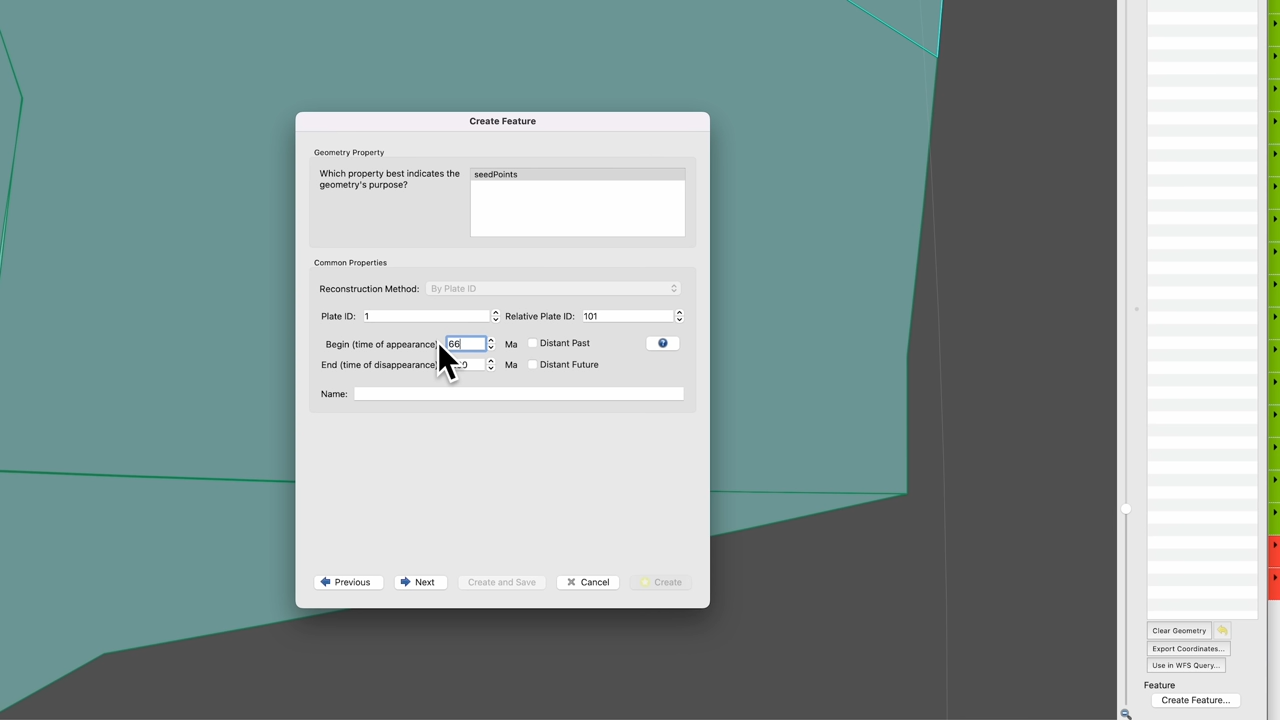 Create Feature
Geometry Property
Which property best indicates the
geometry's purpose?
seedPoints
Common Properties
Reconstruction Method: By Plate ID
Plate ID: 1 Relative Plate ID: 101
Begin (time of appearance) 66 Ma Distant Past
End (time of disappearance) Ma Distant Future
Name:
Previous Next Create and Save Cancel Create
Clear Geometry
Export Coordinates...
Use in WFS Query...
Feature
Create Feature...